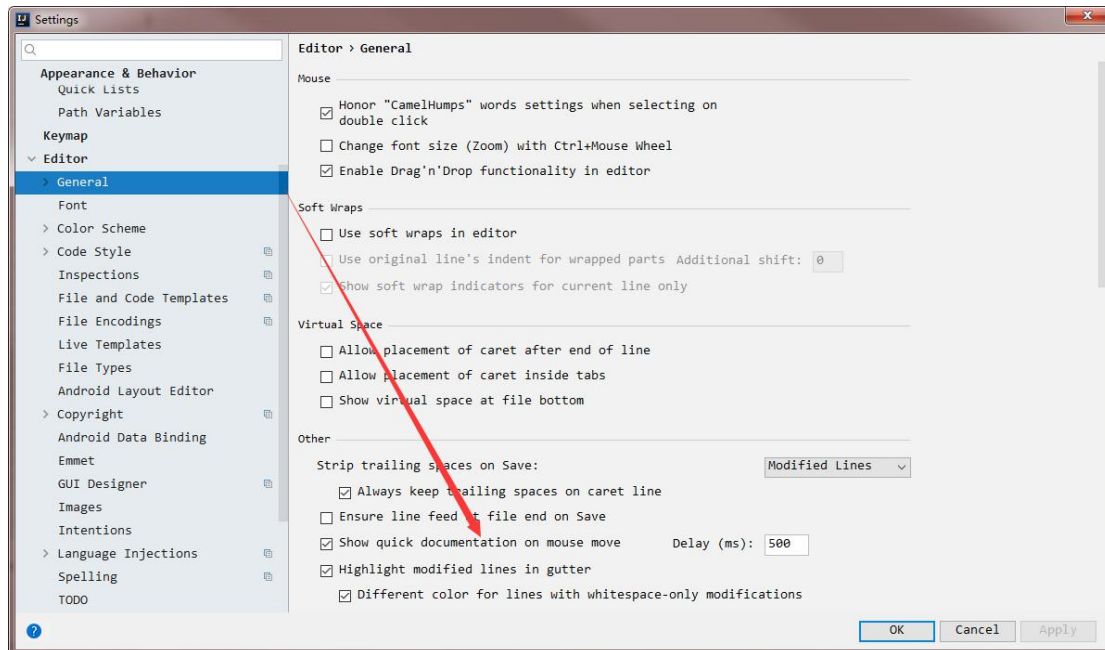 Settings
Appearance & Behavior
Quick Lists
Path Variables
Keymap
Editor
General
Font
Color Scheme
Code Style
Inspections
File and Code Templates
File Encodings
Live Templates
File Types
Android Layout Editor
Copyright
Android Data Binding
Emmet
GUI Designer
Images
Intentions
Language Injections
Spelling
TODO
Editor > General
Mouse
Honor "CamelHumps" words settings when selecting on
double click
Change font size (Zoom) with Ctrl+Mouse Wheel
Enable Drag'n'Drop functionality in editor
Soft Wraps
Use soft wraps in editor
Use original line's indent for wrapped parts Additional shift: 0
Show soft wrap indicators for current line only
Virtual Space
Allow placement of caret after end of line
Allow placement of caret inside tabs
Show virtual space at file bottom
Other
Strip trailing spaces on Save: Modified Lines
Always keep trailing spaces on caret line
Ensure line feed at file end on Save
Show quick documentation on mouse move Delay (ms): 500
Highlight modified lines in gutter
Different color for lines with whitespace-only modifications
? OK Cancel Apply